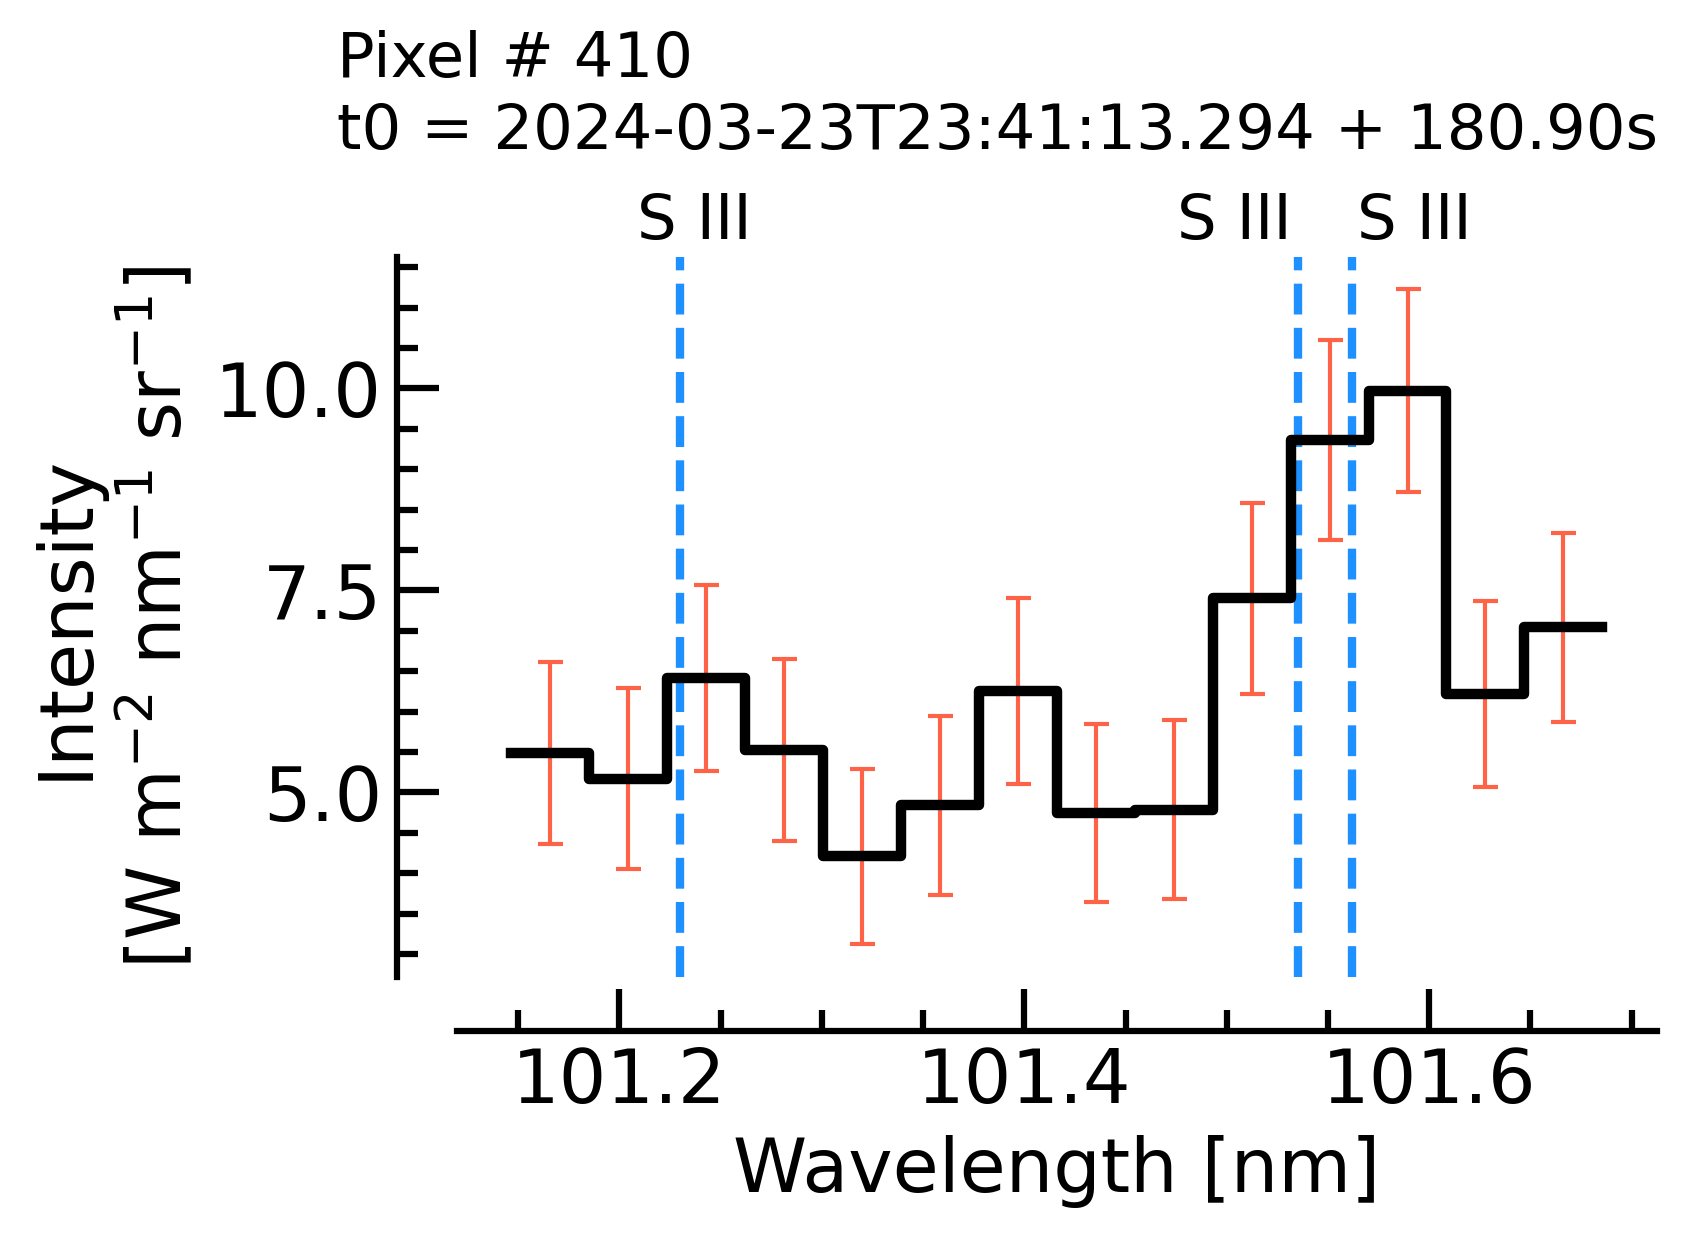 Pixel # 410
t0 = 2024-03-23T23:41:13.294 + 180.90s
S III S III S III
Intensity
[W m⁻² nm⁻¹ sr⁻¹]
10.0
7.5
5.0
101.2 101.4 101.6
Wavelength [nm]